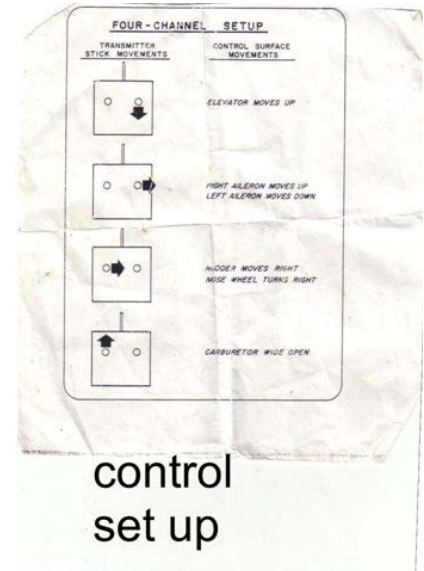 FOUR-CHANNEL SETUP
TRANSMITTER
STICK MOVEMENTS
CONTROL SURFACE
MOVEMENTS
ELEVATOR MOVES UP
RIGHT AILERON MOVES UP
LEFT AILERON MOVES DOWN
RUDDER MOVES RIGHT
NOSE WHEEL TURNS RIGHT
CARBURETOR WIDE OPEN
control
set up